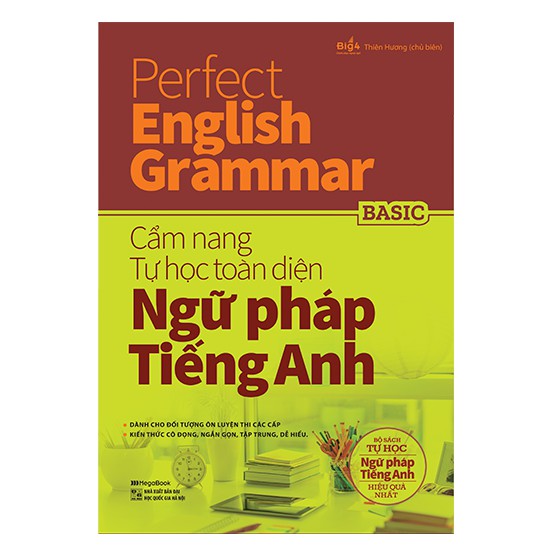 Big4 Thiên Hương (chủ biên)
Perfect
English
Grammar
BASIC
Cẩm nang
Tự học toàn diện
Ngữ pháp
Tiếng Anh
DÀNH CHO ĐỐI TƯỢNG ÔN LUYỆN THI CÁC CẤP
KIẾN THỨC CÔ ĐỌNG, NGẮN GỌN, TẬP TRUNG, DỄ HIỂU.
BỘ SÁCH
TỰ HỌC
Ngữ pháp
Tiếng Anh
HIỆU QUẢ
NHẤT
MegaBook
NHÀ XUẤT BẢN ĐẠI
HỌC QUỐC GIA HÀ NỘI